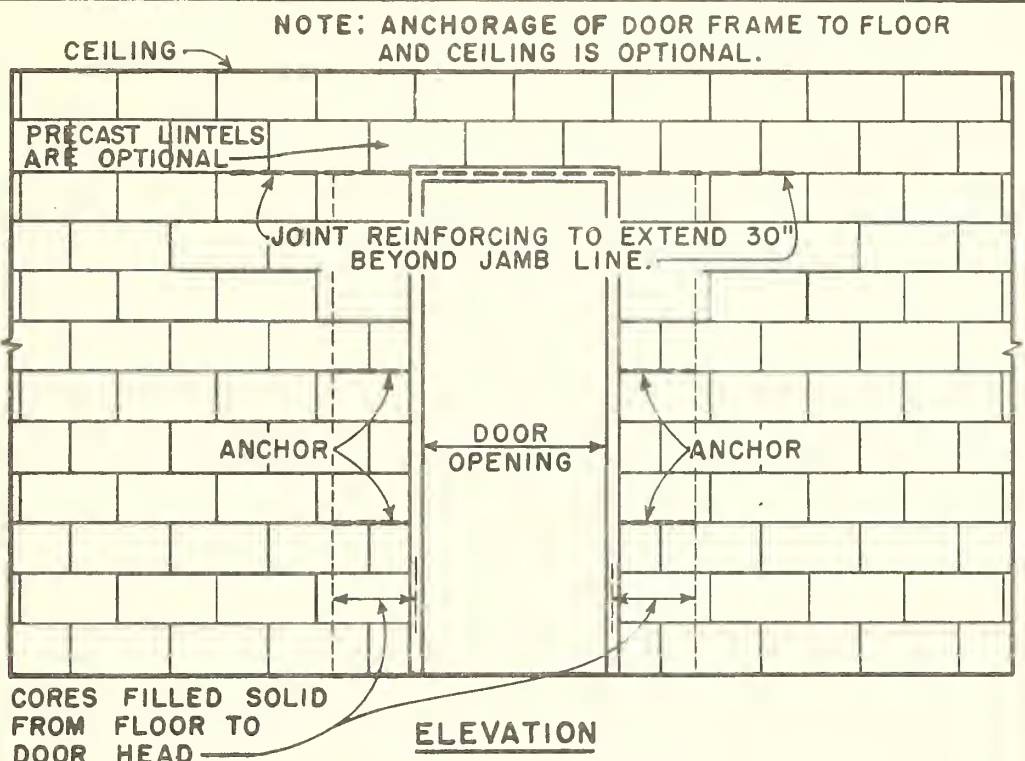 NOTE: ANCHORAGE OF DOOR FRAME TO FLOOR
AND CEILING IS OPTIONAL.
CEILING
PRECAST LINTELS
ARE OPTIONAL
JOINT REINFORCING TO EXTEND 30"
BEYOND JAMB LINE.
ANCHOR
DOOR
OPENING
ANCHOR
CORES FILLED SOLID
FROM FLOOR TO
DOOR HEAD
ELEVATION